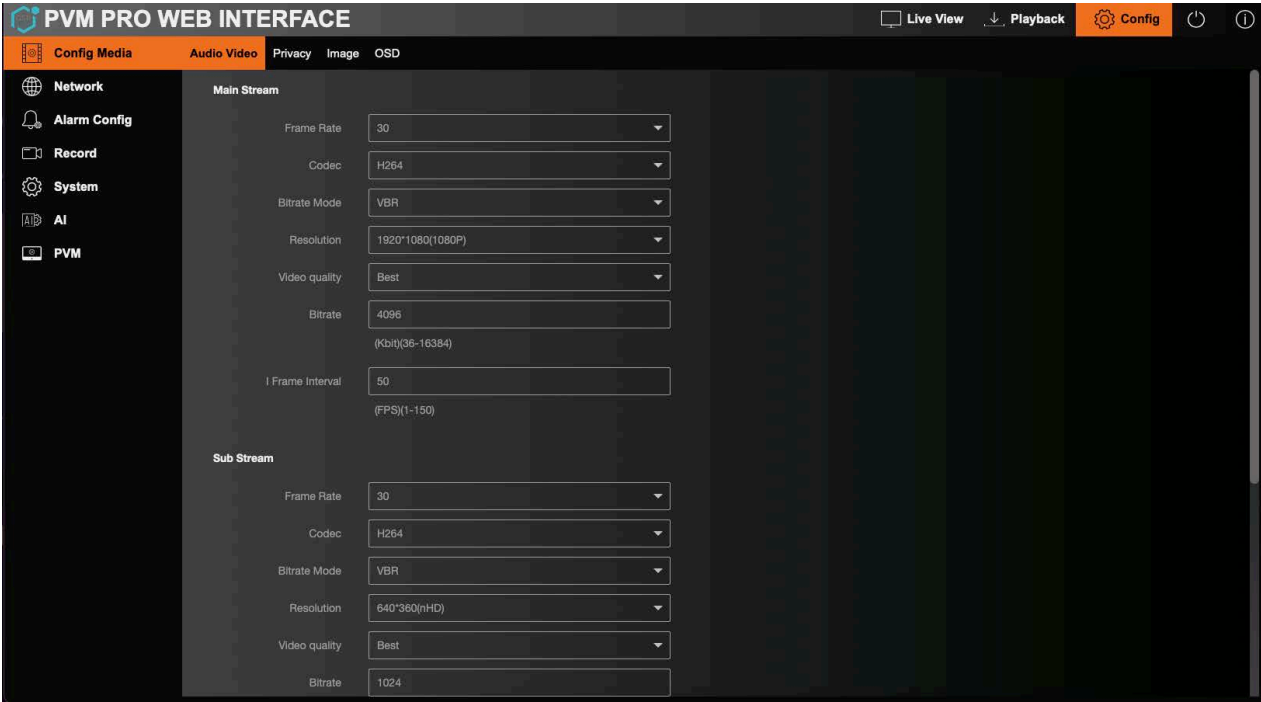 PVM PRO WEB INTERFACE
Live View
Playback
Config
Config Media
Audio Video
Privacy
Image
OSD
Network
Alarm Config
Record
System
AI
PVM
Main Stream
Frame Rate 30
Codec H264
Bitrate Mode VBR
Resolution 1920*1080(1080P)
Video quality Best
Bitrate 4096
(Kbit)(36-16384)
I Frame Interval 50
(FPS)(1-150)
Sub Stream
Frame Rate 30
Codec H264
Bitrate Mode VBR
Resolution 640*360(nHD)
Video quality Best
Bitrate 1024